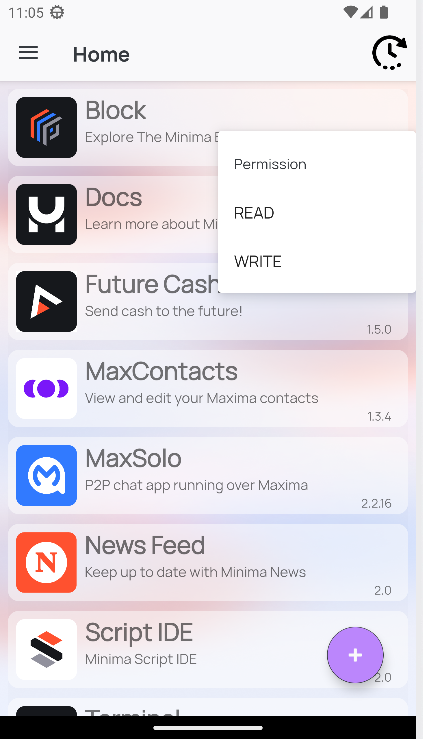 11:05
Home
Block
Explore The Minima
Permission
READ
WRITE
Docs
Learn more about
Future Cash
Send cash to the future!
1.5.0
MaxContacts
View and edit your Maxima contacts
1.3.4
MaxSolo
P2P chat app running over Maxima
2.2.16
N
News Feed
Keep up to date with Minima News
2.0
Script IDE
Minima Script IDE
2.0
Terminal